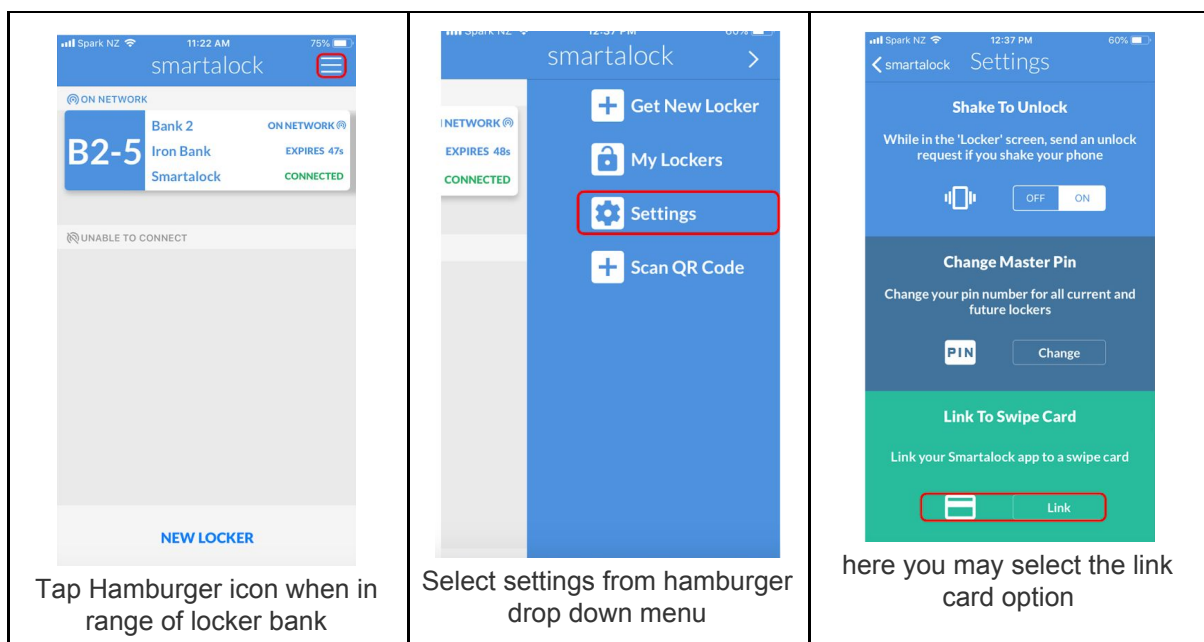 Spark NZ 11:22 AM 75%
smartalock
ON NETWORK
B2-5
Bank 2 ON NETWORK
Iron Bank EXPIRES 47s
Smartalock CONNECTED
UNABLE TO CONNECT
NEW LOCKER
Tap Hamburger icon when in
range of locker bank
Spark NZ 12:37 PM 60%
smartalock >
NETWORK
EXPIRES 48s
CONNECTED
Get New Locker
My Lockers
Settings
Scan QR Code
Select settings from hamburger
drop down menu
Spark NZ 12:37 PM 60%
smartalock Settings
Shake To Unlock
While in the 'Locker' screen, send an unlock
request if you shake your phone
OFF ON
Change Master Pin
Change your pin number for all current and
future lockers
PIN Change
Link To Swipe Card
Link your Smartalock app to a swipe card
Link
here you may select the link
card option